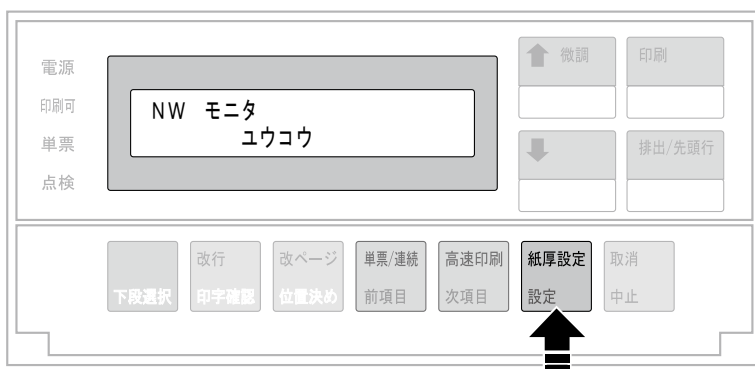 電源
印刷可
単票
点検
NW モニタ
ユウコウ
微調
印刷
排出/先頭行
下段選択
改行
印字確認
改ページ
位置決め
単票/連続
前項目
高速印刷
次項目
紙厚設定
設定
取消
中止